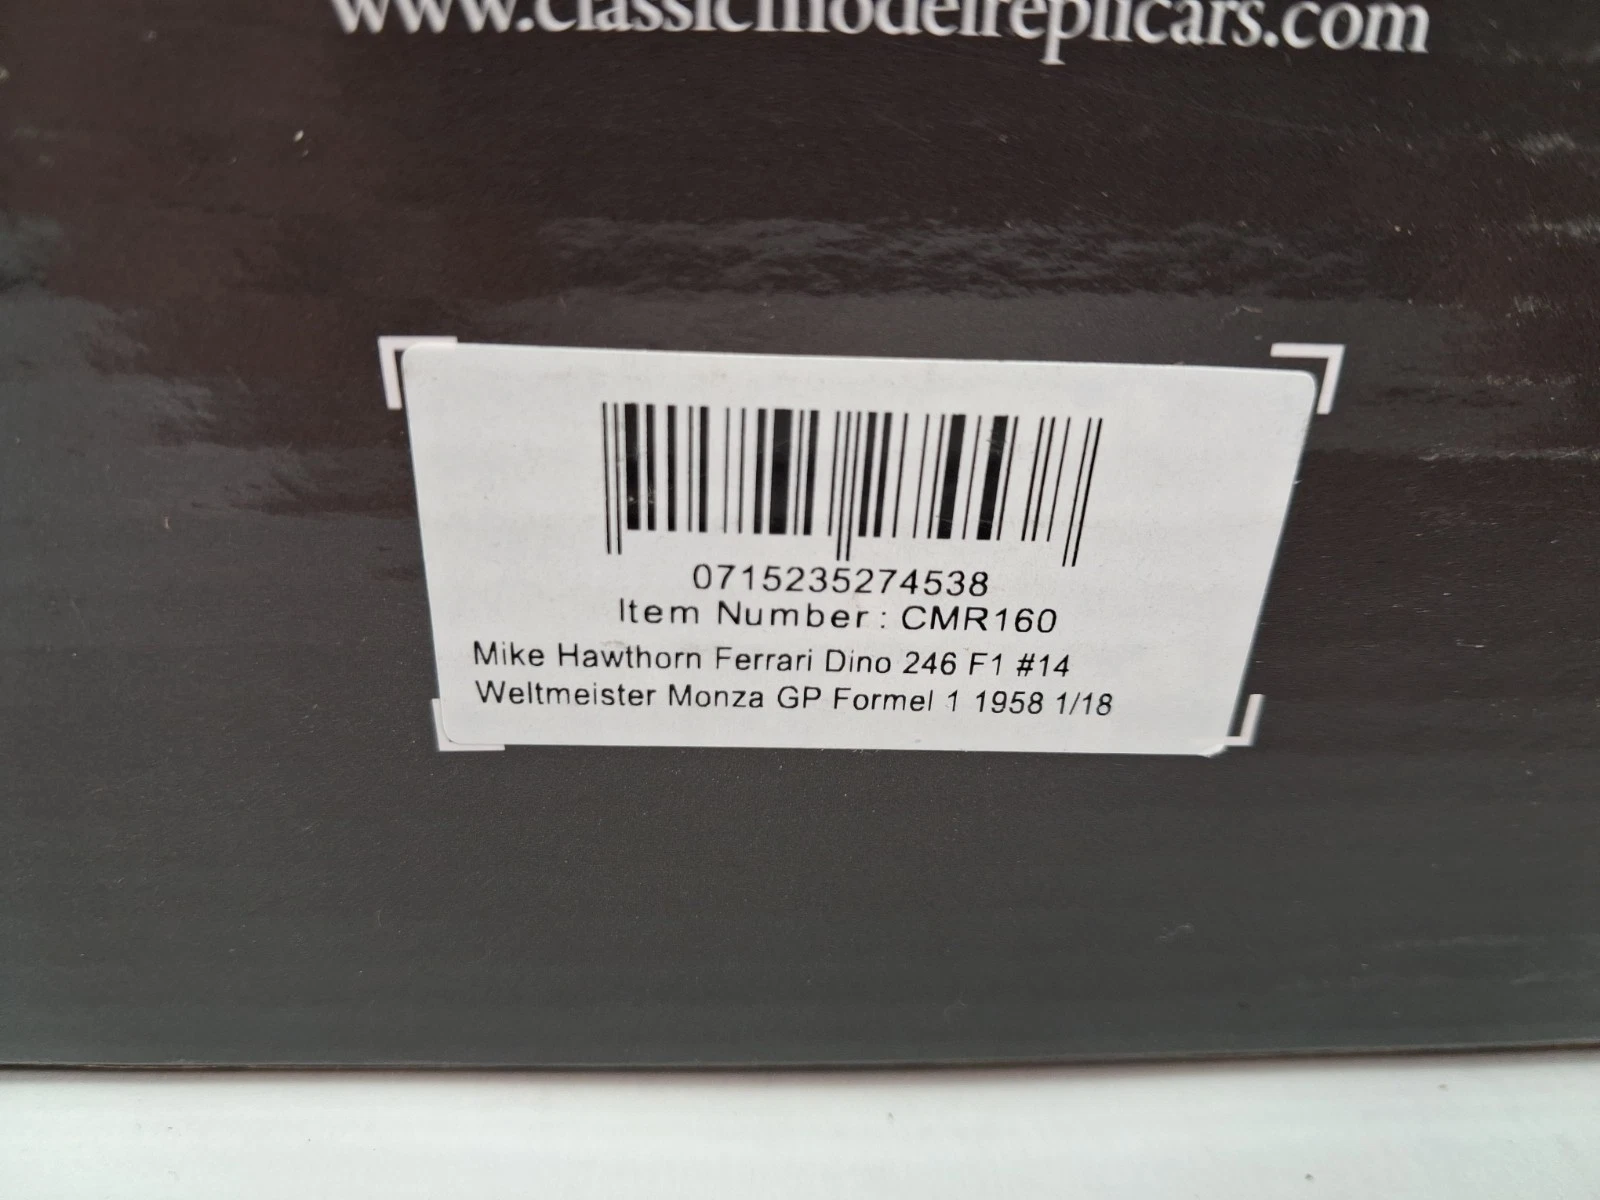 www.classicmodelreplicars.com
0715235274538
Item Number: CMR160
Mike Hawthorn Ferrari Dino 246 F1 #14
Weltmeister Monza GP Formel 1 1958 1/18